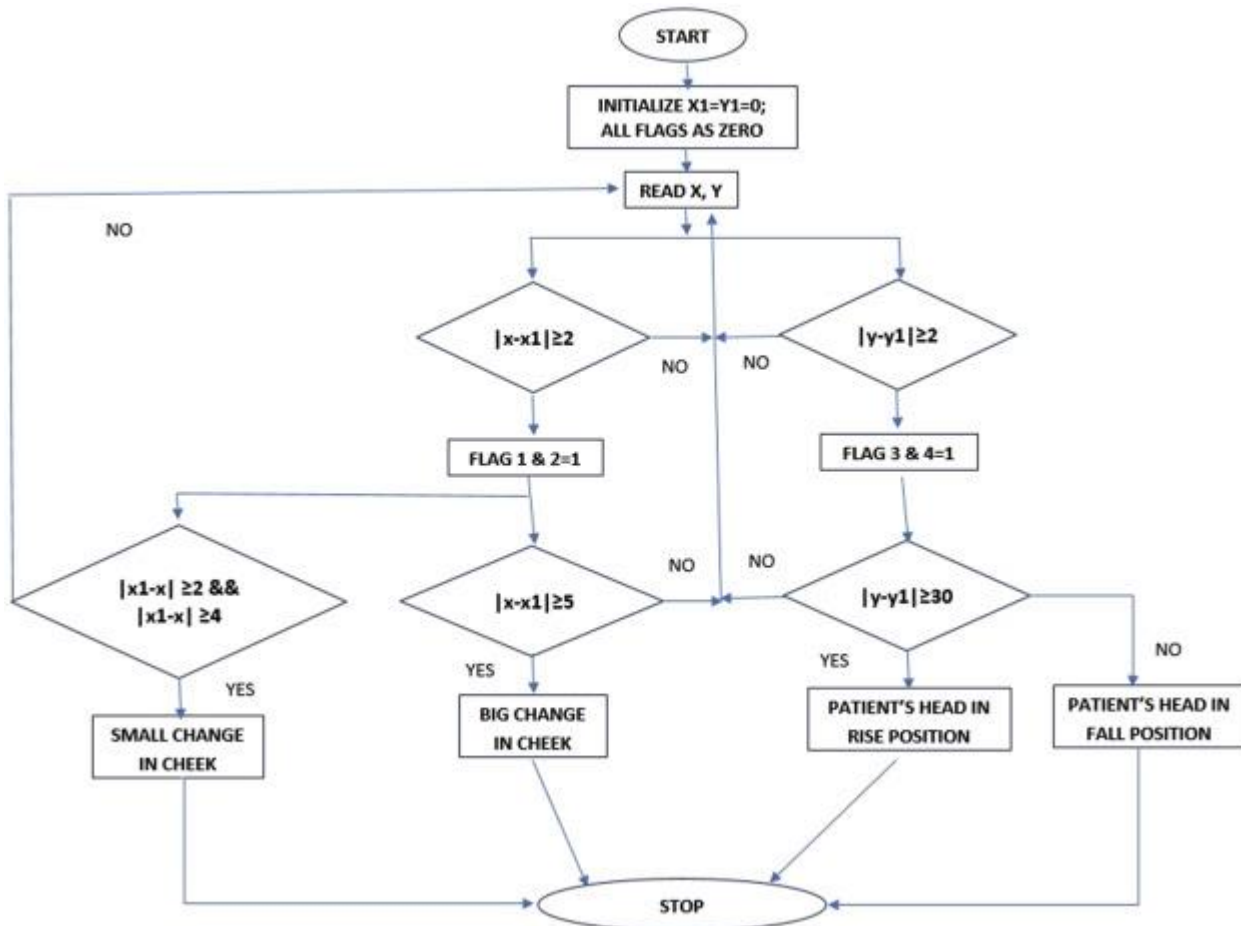 START
INITIALIZE X1=Y1=0;
ALL FLAGS AS ZERO
READ X, Y
NO
|x-x1|≥2
|y-y1|≥2
NO
NO
FLAG 1 & 2=1
FLAG 3 & 4=1
|x1-x| ≥2 &&
|x1-x| ≥4
|x-x1|≥5
NO
NO
|y-y1|≥30
YES
YES
YES
NO
SMALL CHANGE
IN CHEEK
BIG CHANGE
IN CHEEK
PATIENT'S HEAD IN
RISE POSITION
PATIENT'S HEAD IN
FALL POSITION
STOP